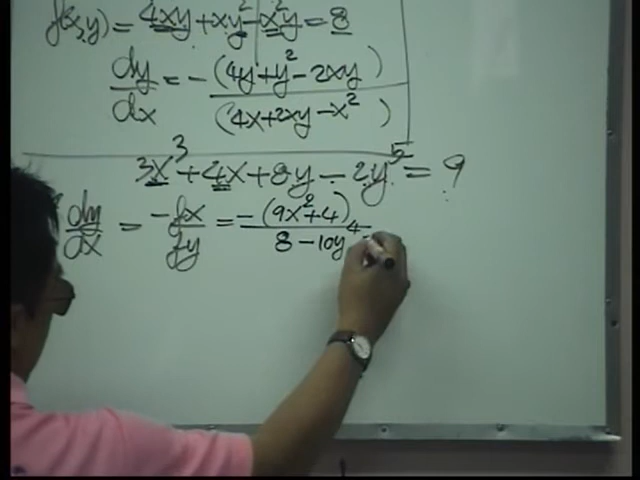 f(x,y) = 4xy + xy² - x²y = 8
dy/dx = -(4y+y²-2xy)/(4x+2xy-x²)
3x³ + 4x + 8y - 2y⁵ = 9
dy/dx = -fx/fy = -(9x²+4)/(8-10y⁴